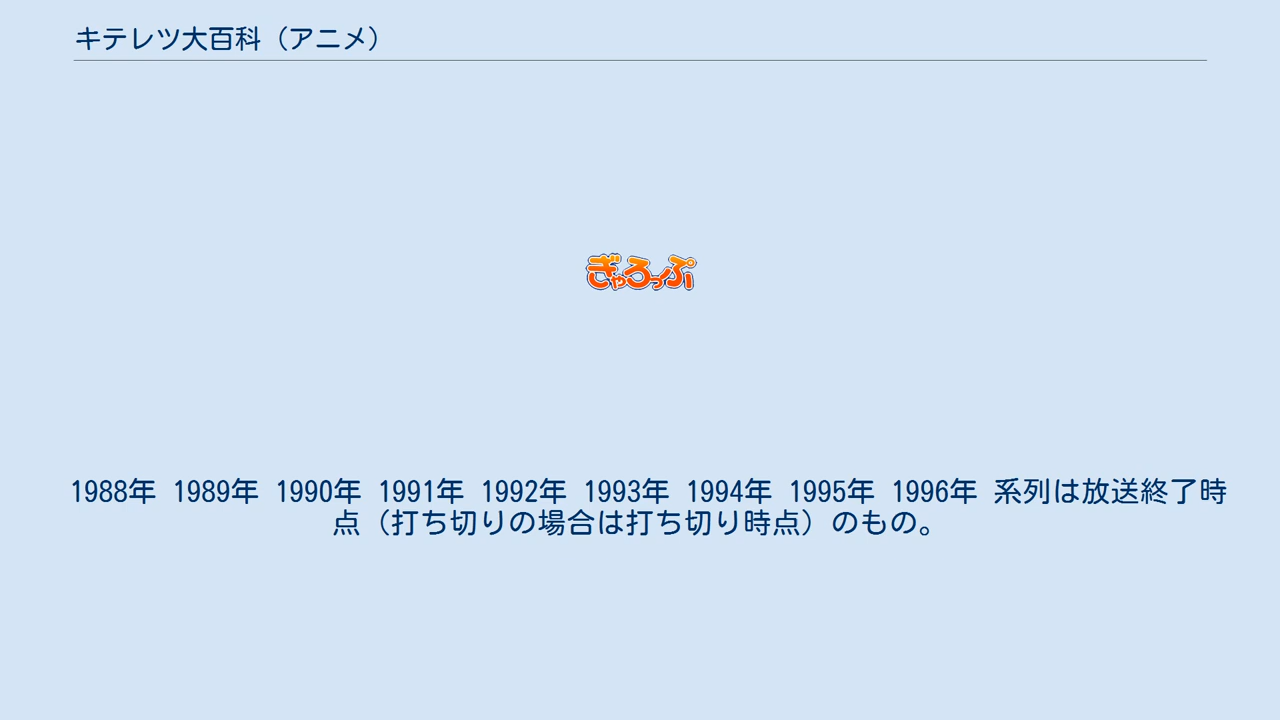 キテレツ大百科（アニメ）
ぎゃろっぷ
1988年 1989年 1990年 1991年 1992年 1993年 1994年 1995年 1996年 系列は放送終了時
点（打ち切りの場合は打ち切り時点）のもの。